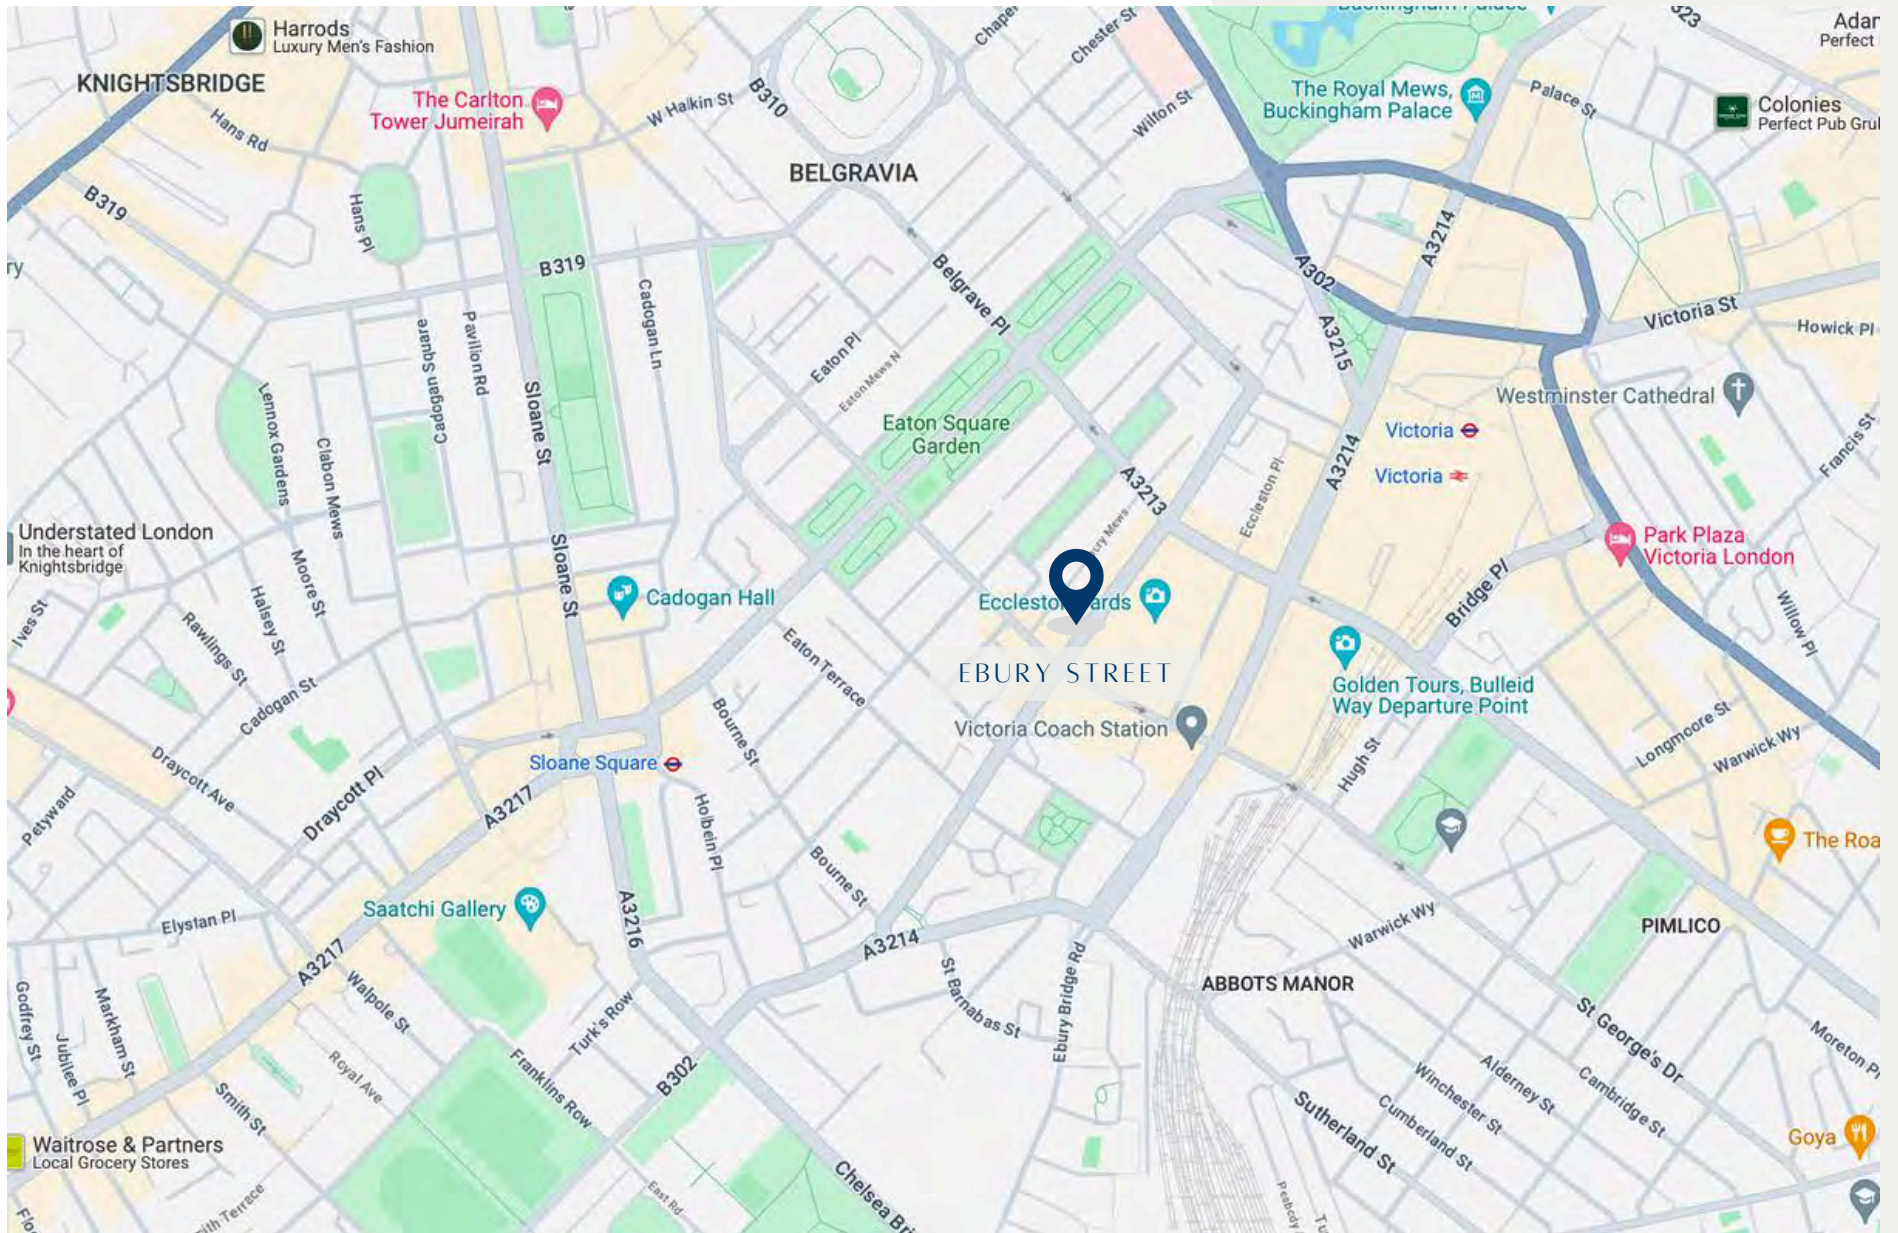 Buckingham Palace
Harrods
Luxury Men's Fashion
KNIGHTSBRIDGE
Hans Rd
The Carlton
Tower Jumeirah
W Halkin St
B310
Chester St
Wilton St
The Royal Mews,
Buckingham Palace
Palace St
Colonies
BELGRAVIA
B319
Hans Pl
B319
Cadogan Ln
Belgrave Pl
A302
A3214
A3215
Victoria St
Howick Pl
Cadogan Square
Pavilion Rd
Sloane St
Eaton Pl
Eaton Mews N
Eaton Square
Garden
Westminster Cathedral
Francis St
Victoria
Victoria
A3214
A3213
Eccleston Pl
Lennox Gardens
Clabon Mews
Understated London
In the heart of
Knightsbridge
Moore St
Sloane St
Park Plaza
Victoria London
Bridge Pl
Willow Pl
Cadogan Hall
Ives St
Halsey St
Rawlings St
Cadogan St
Eaton Terrace
EBURY STREET
Golden Tours, Bulleid
Way Departure Point
Victoria Coach Station
Bourne St
Sloane Square
Hugh St
Longmoore St
Warwick Wy
Draycott Ave
Draycott Pl
Petyward
A3217
Holbein Pl
Bourne St
Saatchi Gallery
Elystan Pl
A3217
A3216
A3214
Warwick Wy
PIMLICO
ABBOTS MANOR
St Barnabas St
Ebury Bridge Rd
St George's Dr
Walpole St
Turk's Row
Godfrey St
Markham St
Jubilee Pl
Royal Ave
Franklins Row
B302
Smith St
Moreton Pl
Alderney St
Winchester St
Cambridge St
Cumberland St
Sutherland St
Waitrose & Partners
Local Grocery Stores
Goya
East Rd
Peabody